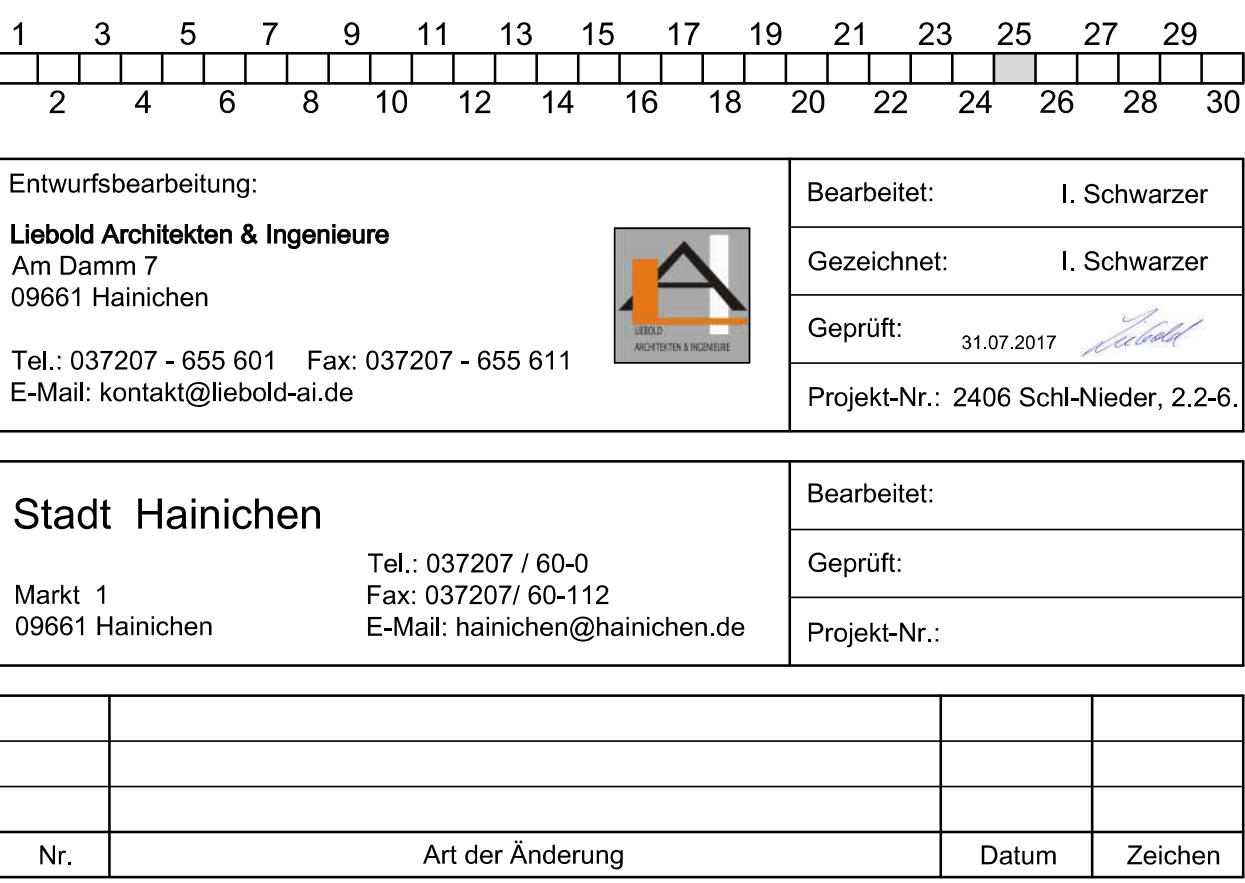 1 3 5 7 9 11 13 15 17 19 21 23 25 27 29
2 4 6 8 10 12 14 16 18 20 22 24 26 28 30
Entwurfsbearbeitung:
Liebold Architekten & Ingenieure
Am Damm 7
09661 Hainichen
Tel.: 037207 - 655 601 Fax: 037207 - 655 611
E-Mail: kontakt@liebold-ai.de
LIEBOLD
ARCHITEKTEN & INGENIEURE
Bearbeitet: I. Schwarzer
Gezeichnet: I. Schwarzer
Geprüft: 31.07.2017 Liebold
Projekt-Nr.: 2406 Schl-Nieder, 2.2-6.
Stadt Hainichen
Markt 1
09661 Hainichen
Tel.: 037207 / 60-0
Fax: 037207/ 60-112
E-Mail: hainichen@hainichen.de
Bearbeitet:
Geprüft:
Projekt-Nr.:
Nr. Art der Änderung Datum Zeichen